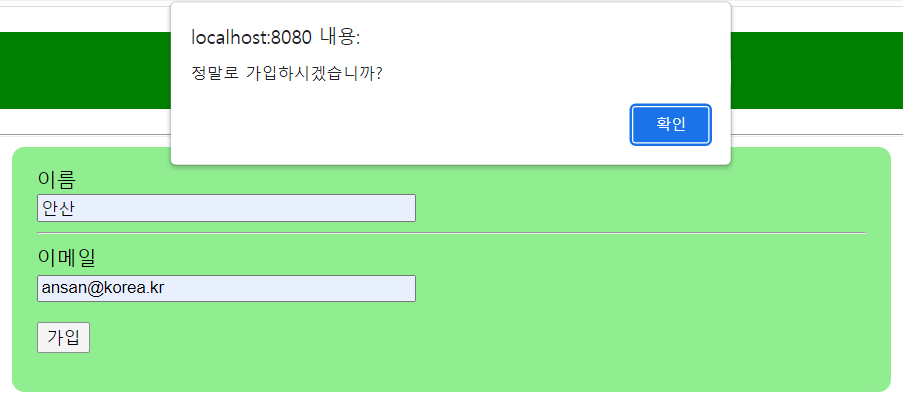 localhost:8080 내용:
정말로 가입하시겠습니까?
확인
이름
안산
이메일
ansan@korea.kr
가입